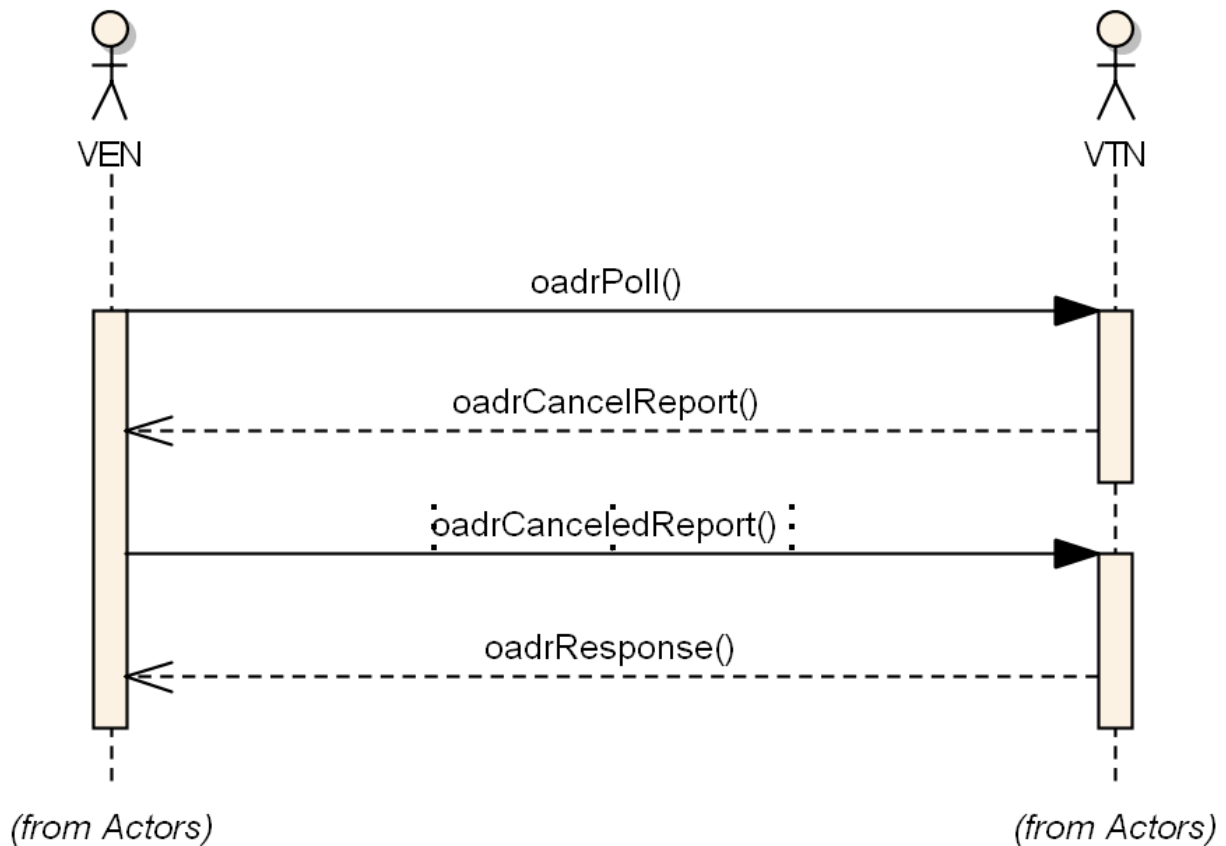 VEN
VTN
oadrPoll()
oadrCancelReport()
oadrCanceledReport()
oadrResponse()
(from Actors)
(from Actors)